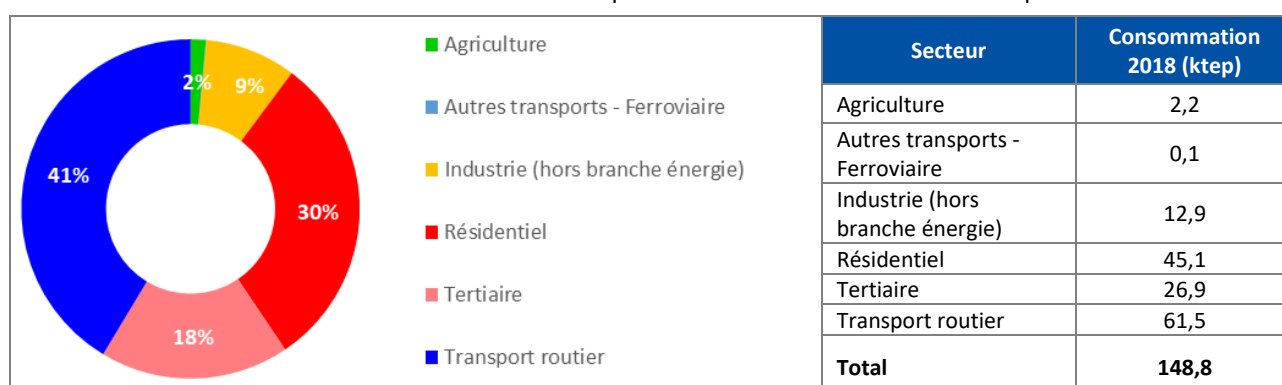 2%
9%
41%
30%
18%
Agriculture
Autres transports - Ferroviaire
Industrie (hors branche énergie)
Résidentiel
Tertiaire
Transport routier
Secteur
Consommation
2018 (ktep)
Agriculture
2,2
Autres transports -
Ferroviaire
0,1
Industrie (hors
branche énergie)
12,9
Résidentiel
45,1
Tertiaire
26,9
Transport routier
61,5
Total
148,8